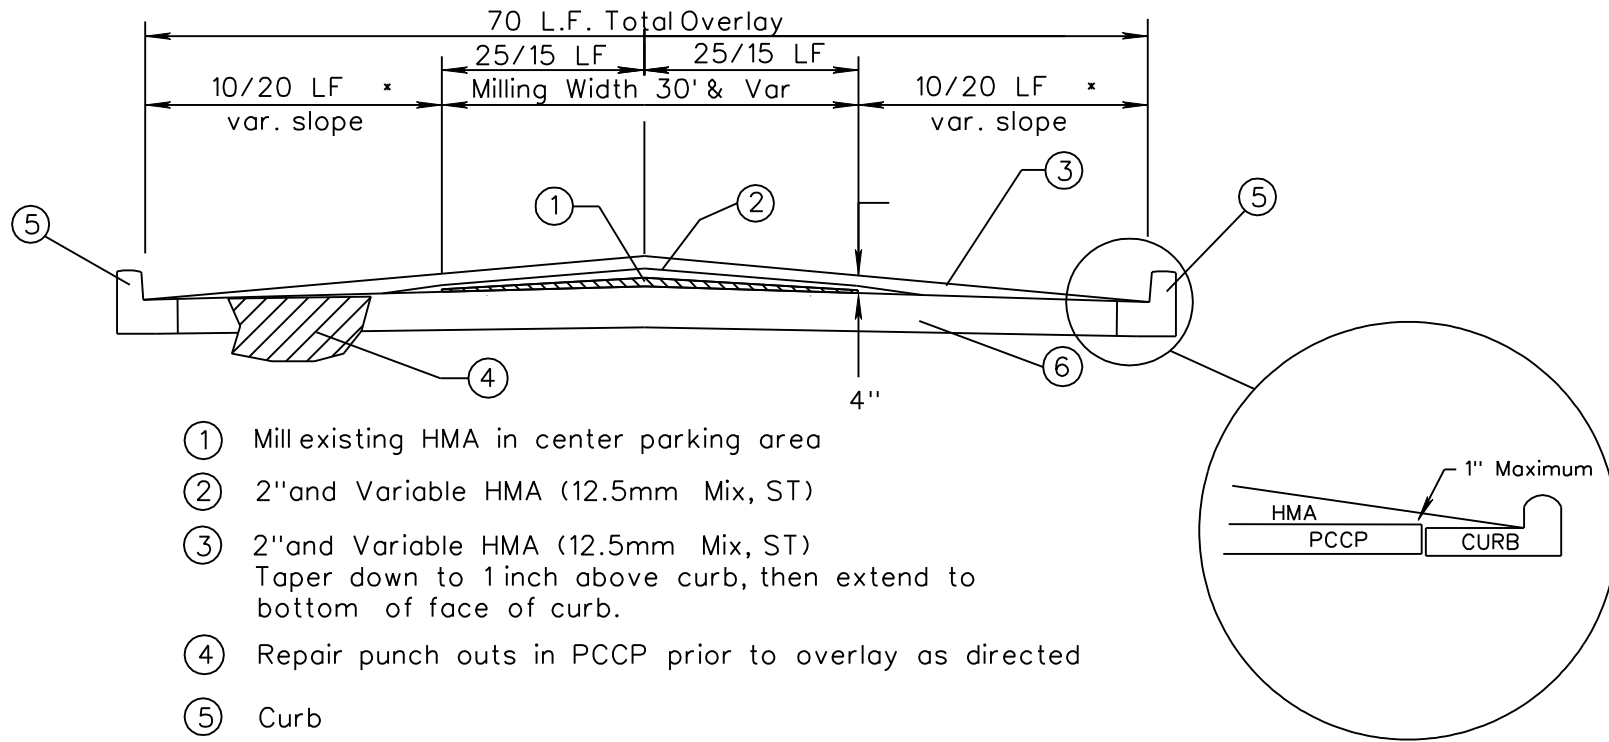 70 L.F. Total Overlay
25/15 LF 25/15 LF
10/20 LF * Milling Width 30' & Var 10/20 LF *
var. slope var. slope
3
1 2 5
5
4 6
4"
1 Mill existing HMA in center parking area
1" Maximum
2 2" and Variable HMA (12.5mm Mix, ST)
HMA
3 2" and Variable HMA (12.5mm Mix, ST)
PCCP CURB
Taper down to 1 inch above curb, then extend to
bottom of face of curb.
4 Repair punch outs in PCCP prior to overlay as directed
5 Curb